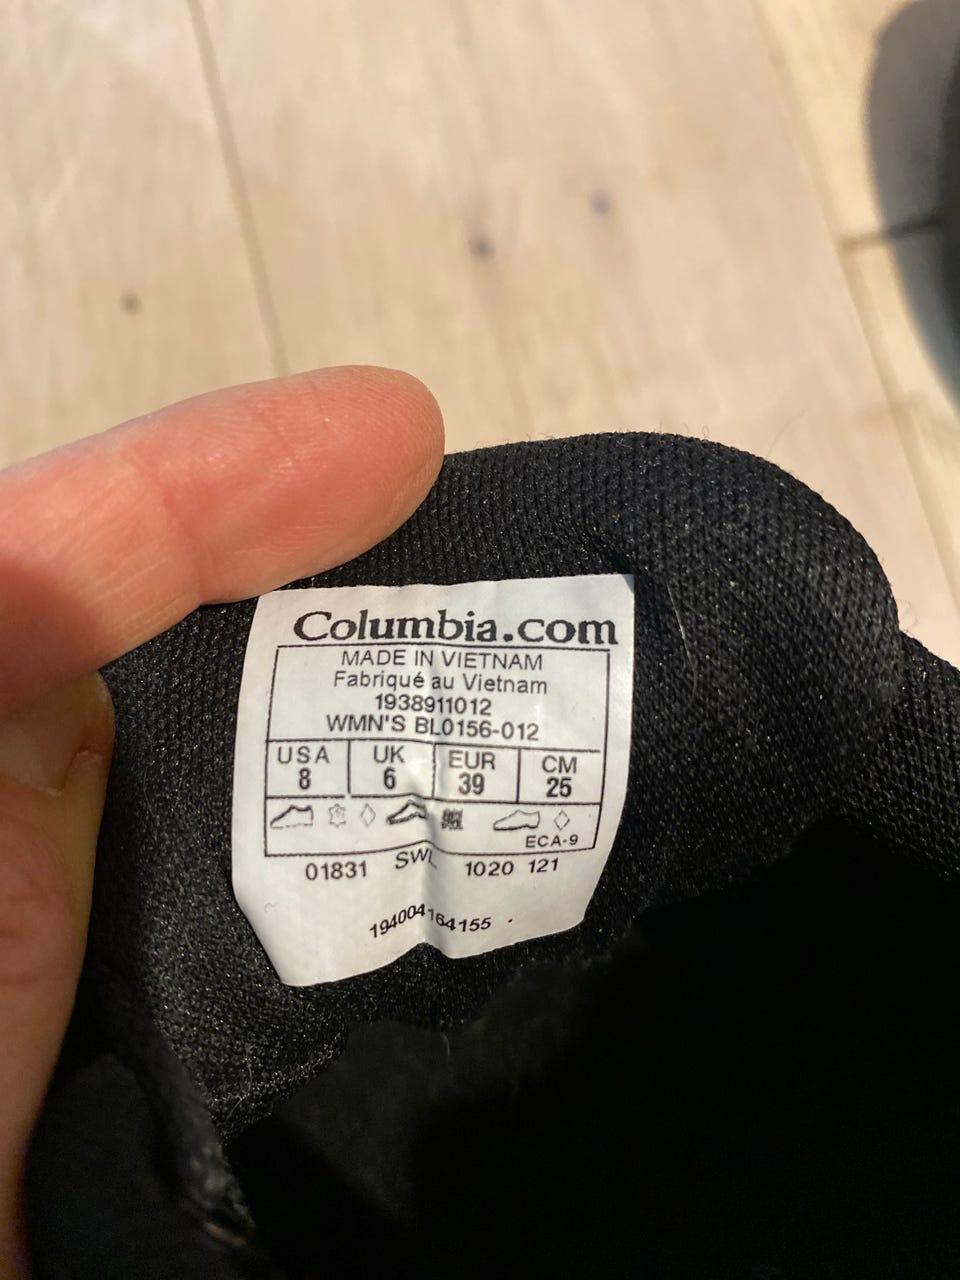 Columbia.com
MADE IN VIETNAM
Fabriqué au Vietnam
1938911012
WMN'S BL0156-012
USA UK EUR CM
8 6 39 25
ECA-9
01831 SWL 1020 121
194004164155